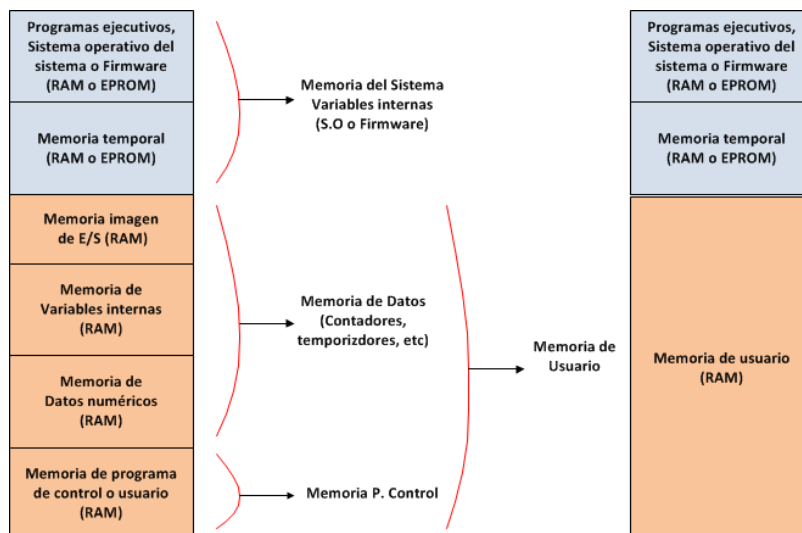 Programas ejecutivos,
Sistema operativo del
sistema o Firmware
(RAM o EPROM)
Memoria temporal
(RAM o EPROM)
Memoria imagen
de E/S (RAM)
Memoria de
Variables internas
(RAM)
Memoria de
Datos numéricos
(RAM)
Memoria de programa
de control o usuario
(RAM)
Memoria del Sistema
Variables internas
(S.O o Firmware)
Memoria de Datos
(Contadores,
temporizdores, etc)
Memoria P. Control
Memoria de
Usuario
Programas ejecutivos,
Sistema operativo del
sistema o Firmware
(RAM o EPROM)
Memoria temporal
(RAM o EPROM)
Memoria de usuario
(RAM)